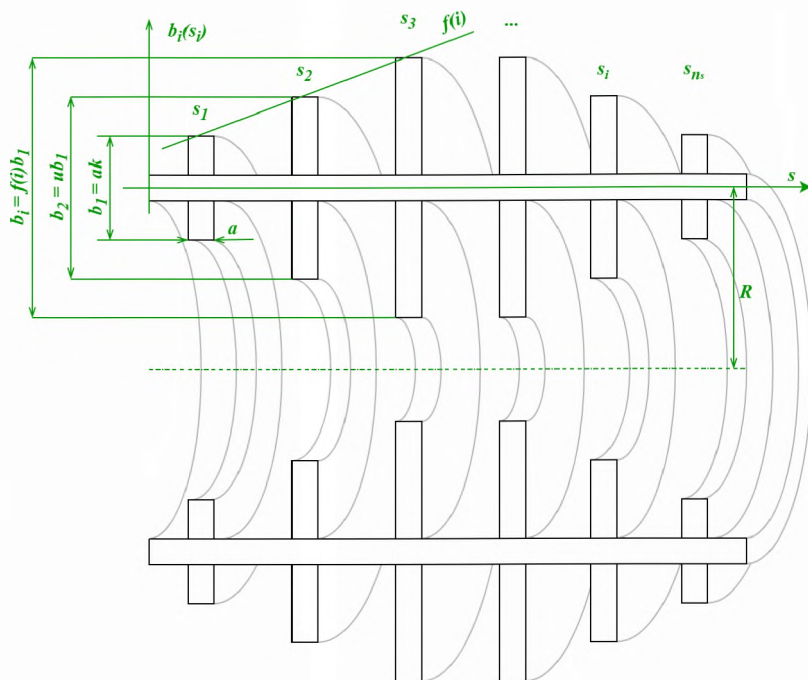 b_i(s_i)
s_1
s_2
s_3
f(i)
...
s_i
s_{n_s}
s
b_i = f(i)b_1
b_2 = ub_1
b_1 = ak
a
R